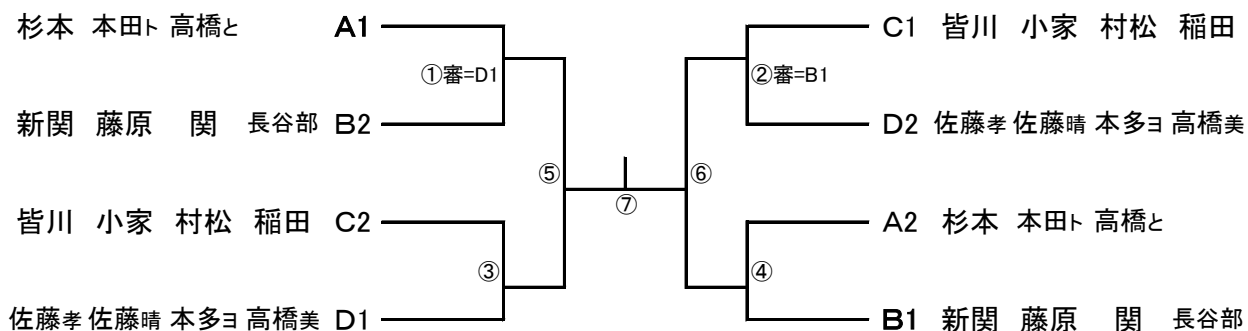 杉本 本田ト 高橋と A1
C1 皆川 小家 村松 稲田
①審=D1
②審=B1
新関 藤原 関 長谷部 B2
D2 佐藤孝 佐藤晴 本多ヨ 高橋美
⑤
⑥
⑦
皆川 小家 村松 稲田 C2
A2 杉本 本田ト 高橋と
③
④
佐藤孝 佐藤晴 本多ヨ 高橋美 D1
B1 新関 藤原 関 長谷部